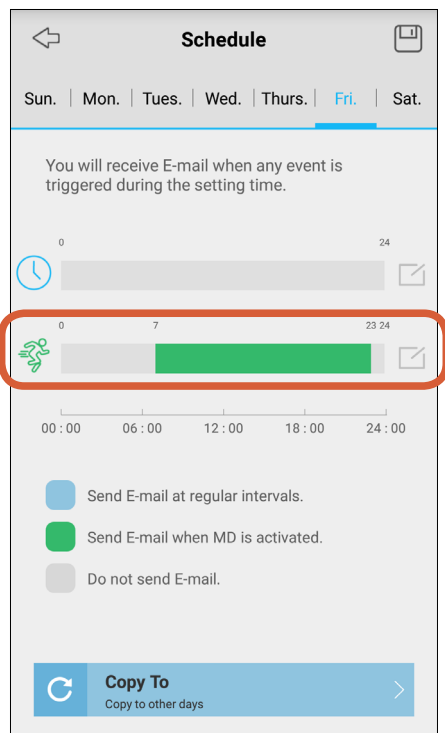 Schedule
Sun. | Mon. | Tues. | Wed. | Thurs. | Fri. | Sat.
You will receive E-mail when any event is
triggered during the setting time.
0 24
0 7 23 24
00 : 00 06 : 00 12 : 00 18 : 00 24 : 00
Send E-mail at regular intervals.
Send E-mail when MD is activated.
Do not send E-mail.
Copy To
Copy to other days